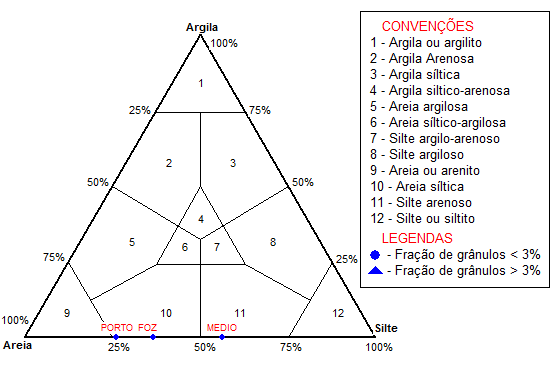 Argila
100%
CONVENÇÕES
1 - Argila ou argilito
2 - Argila Arenosa
3 - Argila síltica
4 - Argila siltico-arenosa
5 - Areia argilosa
6 - Areia síltico-argilosa
7 - Silte argilo-arenoso
8 - Silte argiloso
9 - Areia ou arenito
10 - Areia síltica
11 - Silte arenoso
12 - Silte ou siltito
LEGENDAS
- Fração de grânulos < 3%
- Fração de grânulos > 3%
1
25% 75%
2 3
50% 50%
4
5 6 7 8
75% 25%
9 10 11 12
100% PORTO FOZ MEDIO Silte
Areia 25% 50% 75% 100%